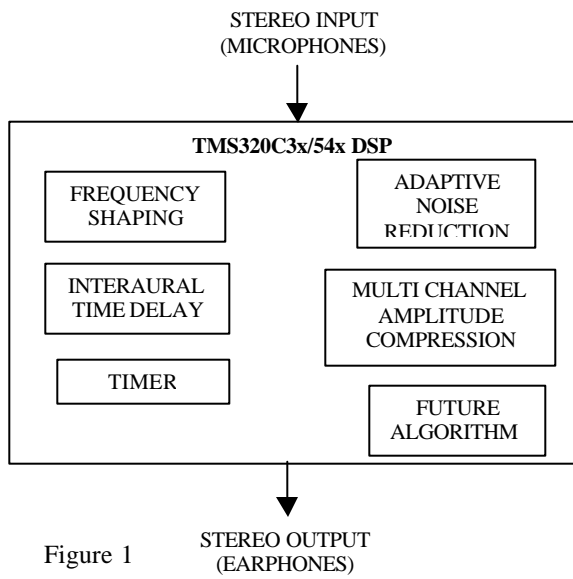 STEREO INPUT
(MICROPHONES)
TMS320C3x/54x DSP
FREQUENCY
SHAPING
ADAPTIVE
NOISE
REDUCTION
INTERAURAL
TIME DELAY
MULTI CHANNEL
AMPLITUDE
COMPRESSION
TIMER
FUTURE
ALGORITHM
STEREO OUTPUT
(EARPHONES)
Figure 1